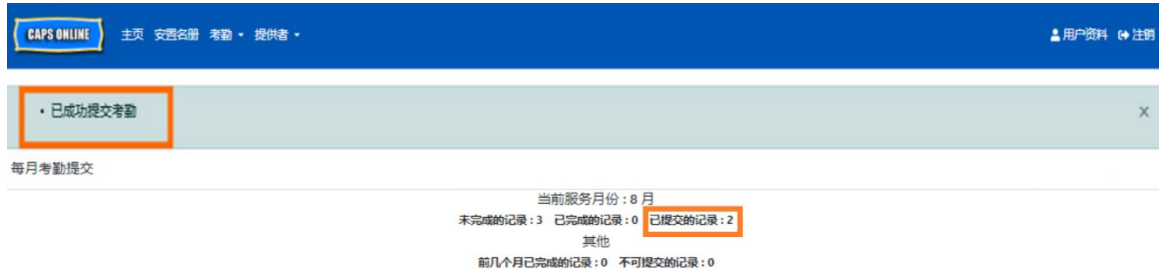 CAPS ONLINE 主页 安置名册 考勤 提供者 用户资料 注销
• 已成功提交考勤 X
每月考勤提交
当前服务月份：8 月
未完成的记录：3 已完成的记录：0 已提交的记录：2
其他
前几个月已完成的记录：0 不可提交的记录：0